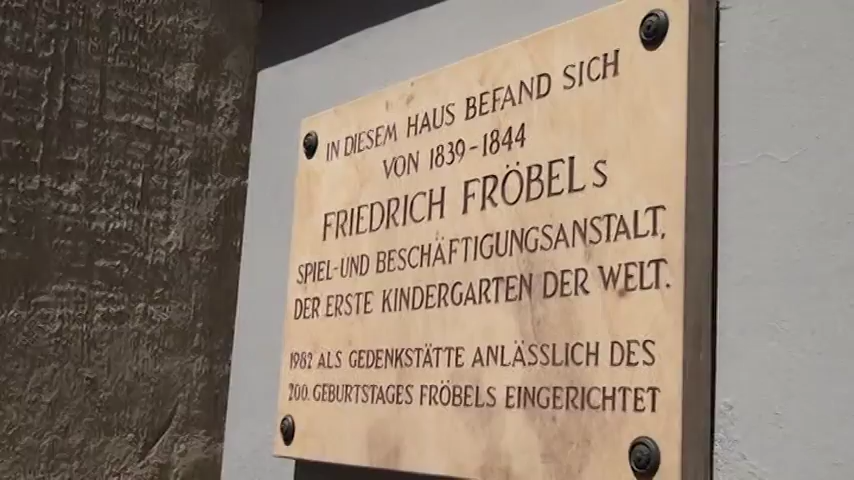 IN DIESEM HAUS BEFAND SICH
VON 1839-1844
FRIEDRICH FRÖBELS
SPIEL-UND BESCHÄFTIGUNGSANSTALT,
DER ERSTE KINDERGARTEN DER WELT.
1982 ALS GEDENKSTÄTTE ANLÄSSLICH DES
200. GEBURTSTAGES FRÖBELS EINGERICHTET